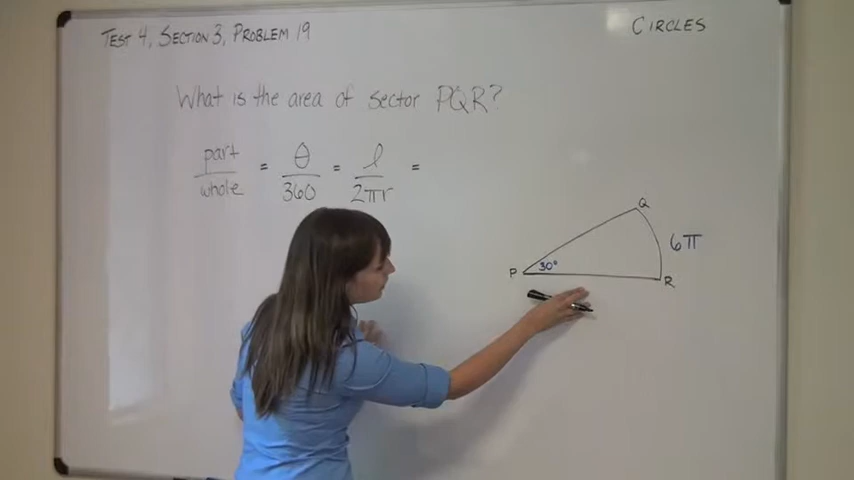 TEST 4, SECTION 3, PROBLEM 19
CIRCLES
What is the area of sector PQR?
part/whole = θ/360 = l/2πr =
Q
6π
P 30°
R